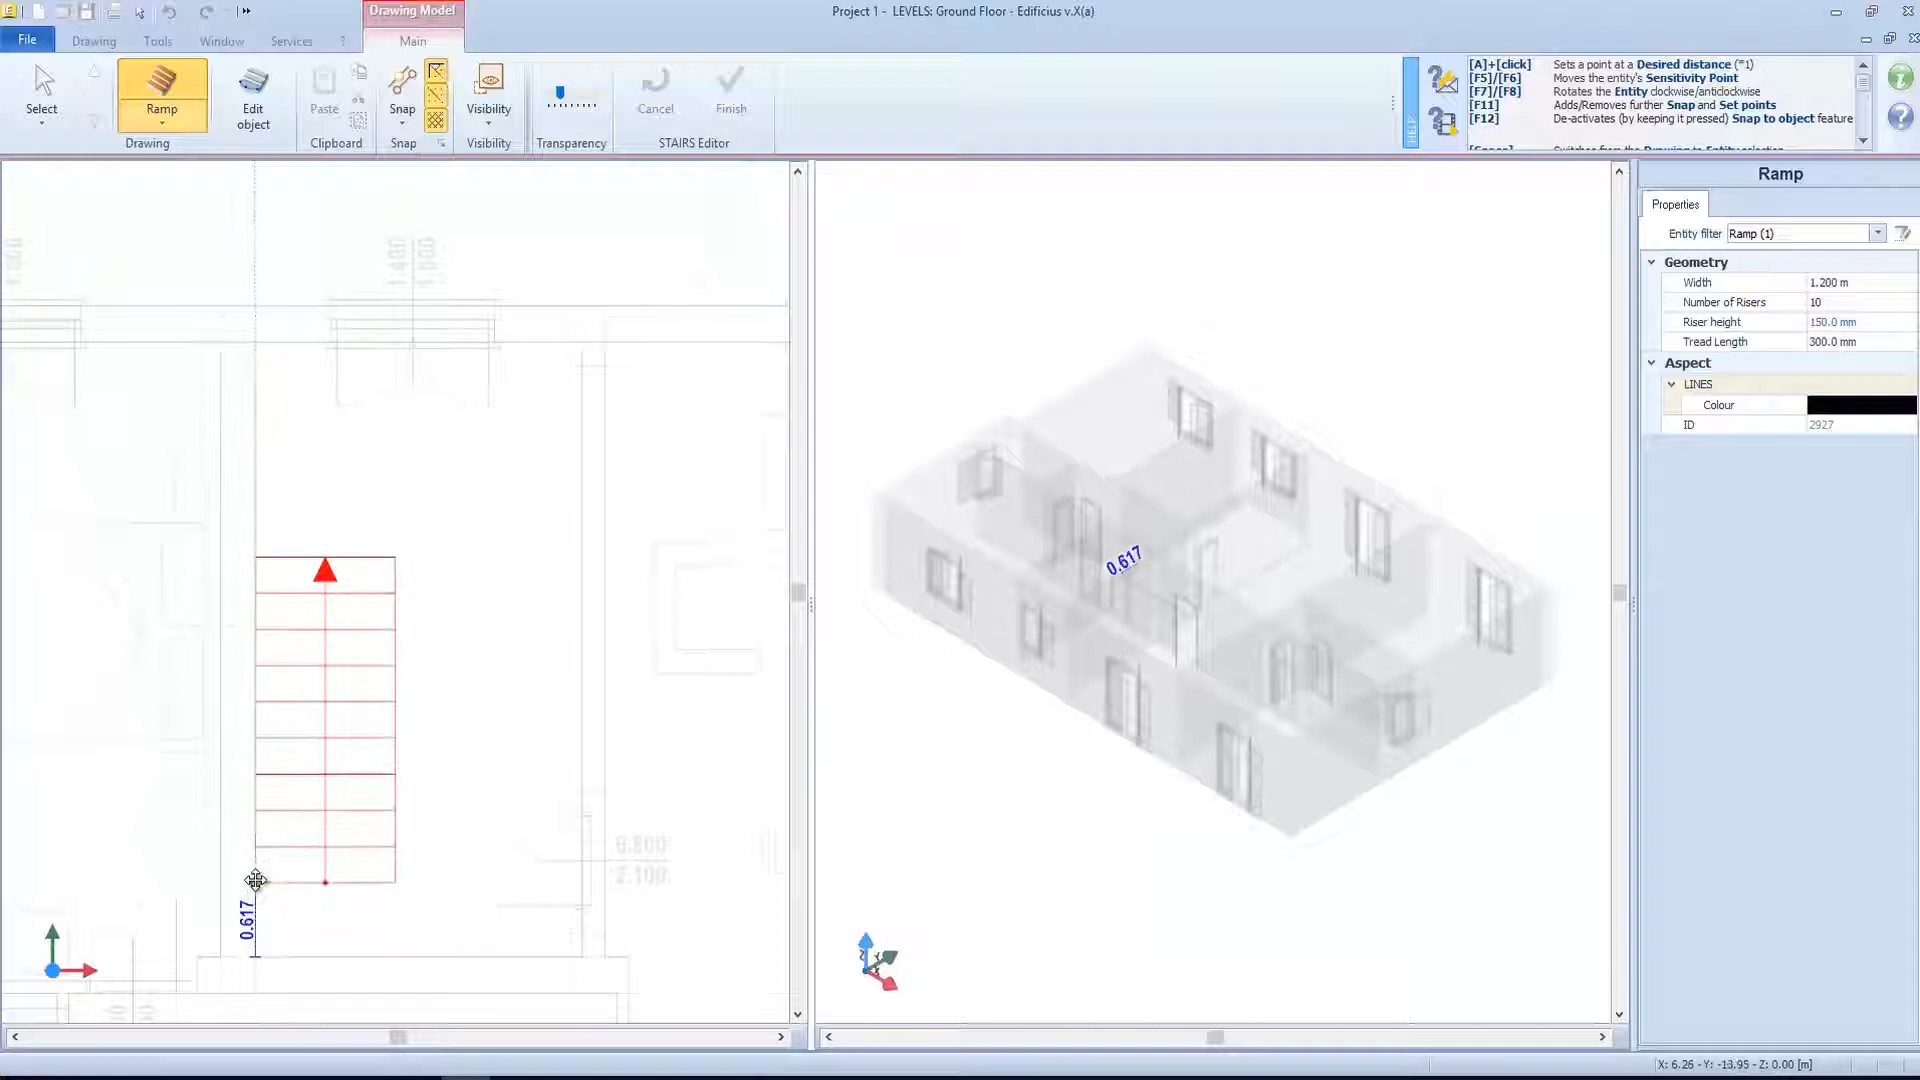 Drawing Model
Project 1 - LEVELS: Ground Floor - Edificius v.X(a)
File
Drawing
Tools
Window
Services
?
Main
Select
Ramp
Edit
object
Paste
Snap
Visibility
Cancel
Finish
Drawing
Clipboard
Snap
Visibility
Transparency
STAIRS Editor
HELP
[A]+[click] Sets a point at a Desired distance (*1)
[F5]/[F6] Moves the entity's Sensitivity Point
[F7]/[F8] Rotates the Entity clockwise/anticlockwise
[F11] Adds/Removes further Snap and Set points
[F12] De-activates (by keeping it pressed) Snap to object feature
Ramp
Properties
Entity filter Ramp (1)
Geometry
Width 1.200 m
Number of Risers 10
Riser height 150.0 mm
Tread Length 300.0 mm
Aspect
LINES
Colour
ID 2927
0.617
0.617
X: 6.26 - Y: -13.95 - Z: 0.00 [m]